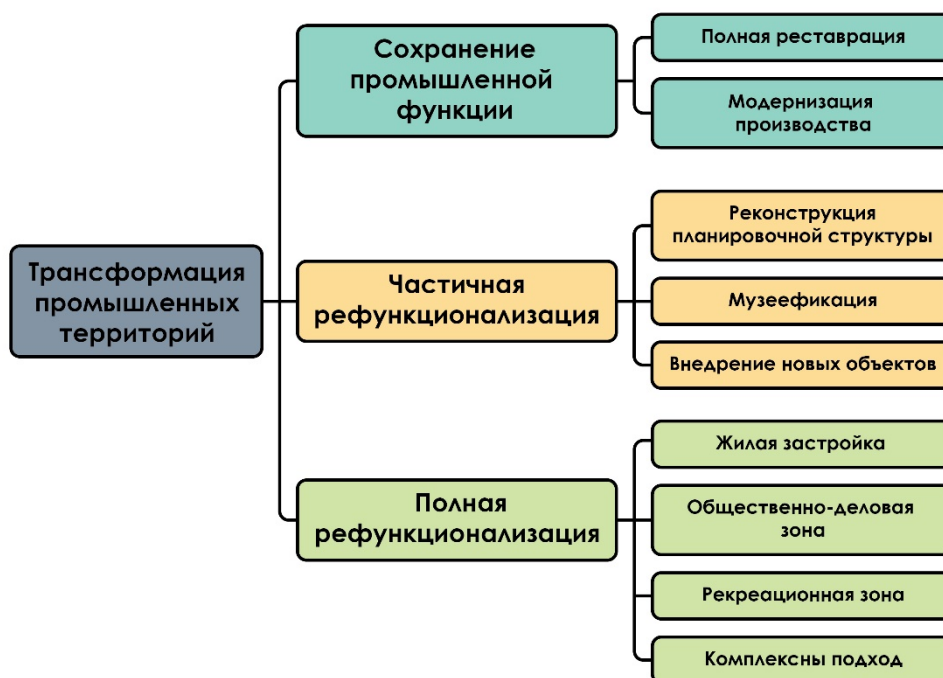 Трансформация
промышленных
территорий
Сохранение
промышленной
функции
Полная реставрация
Модернизация
производства
Частичная
рефункционализация
Реконструкция
планировочной структуры
Музеефикация
Внедрение новых объектов
Полная
рефункционализация
Жилая застройка
Общественно-деловая
зона
Рекреационная зона
Комплексны подход